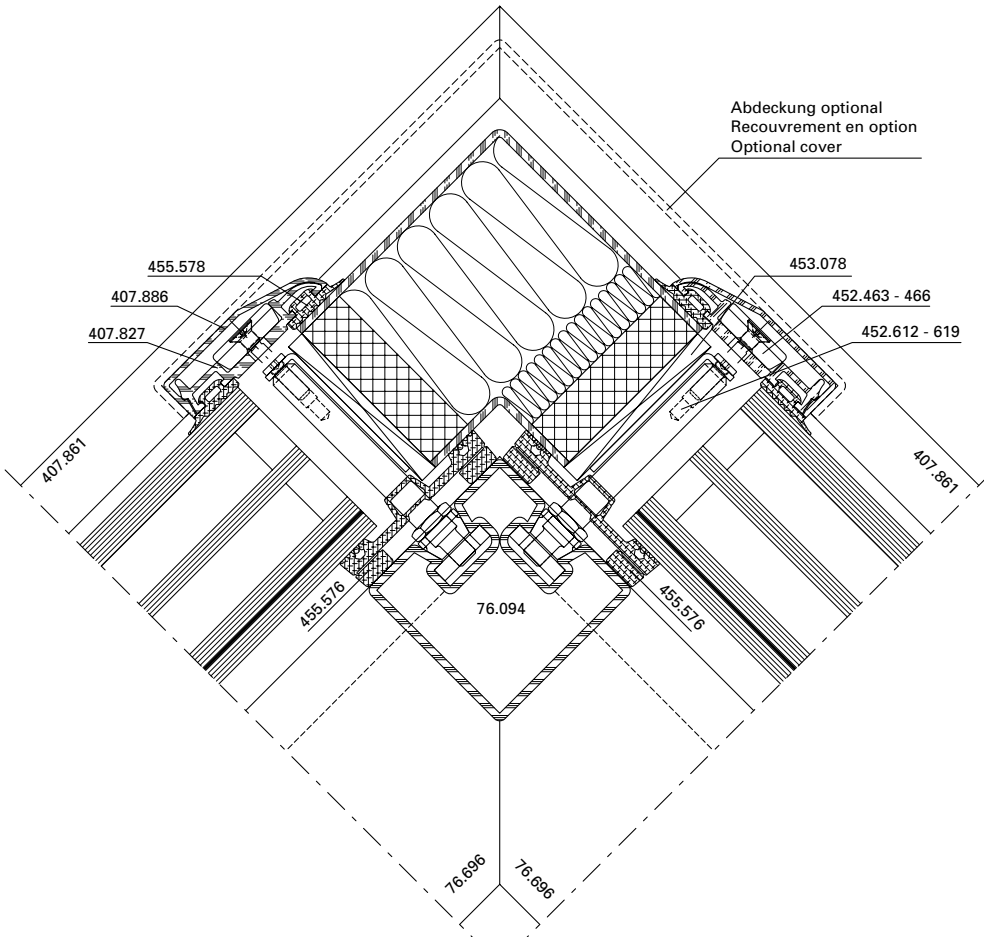 Abdeckung optional
Recouvrement en option
Optional cover
455.578
407.886
407.827
453.078
452.463 - 466
452.612 - 619
407.861
407.861
455.576
76.094
455.576
76.696
76.696